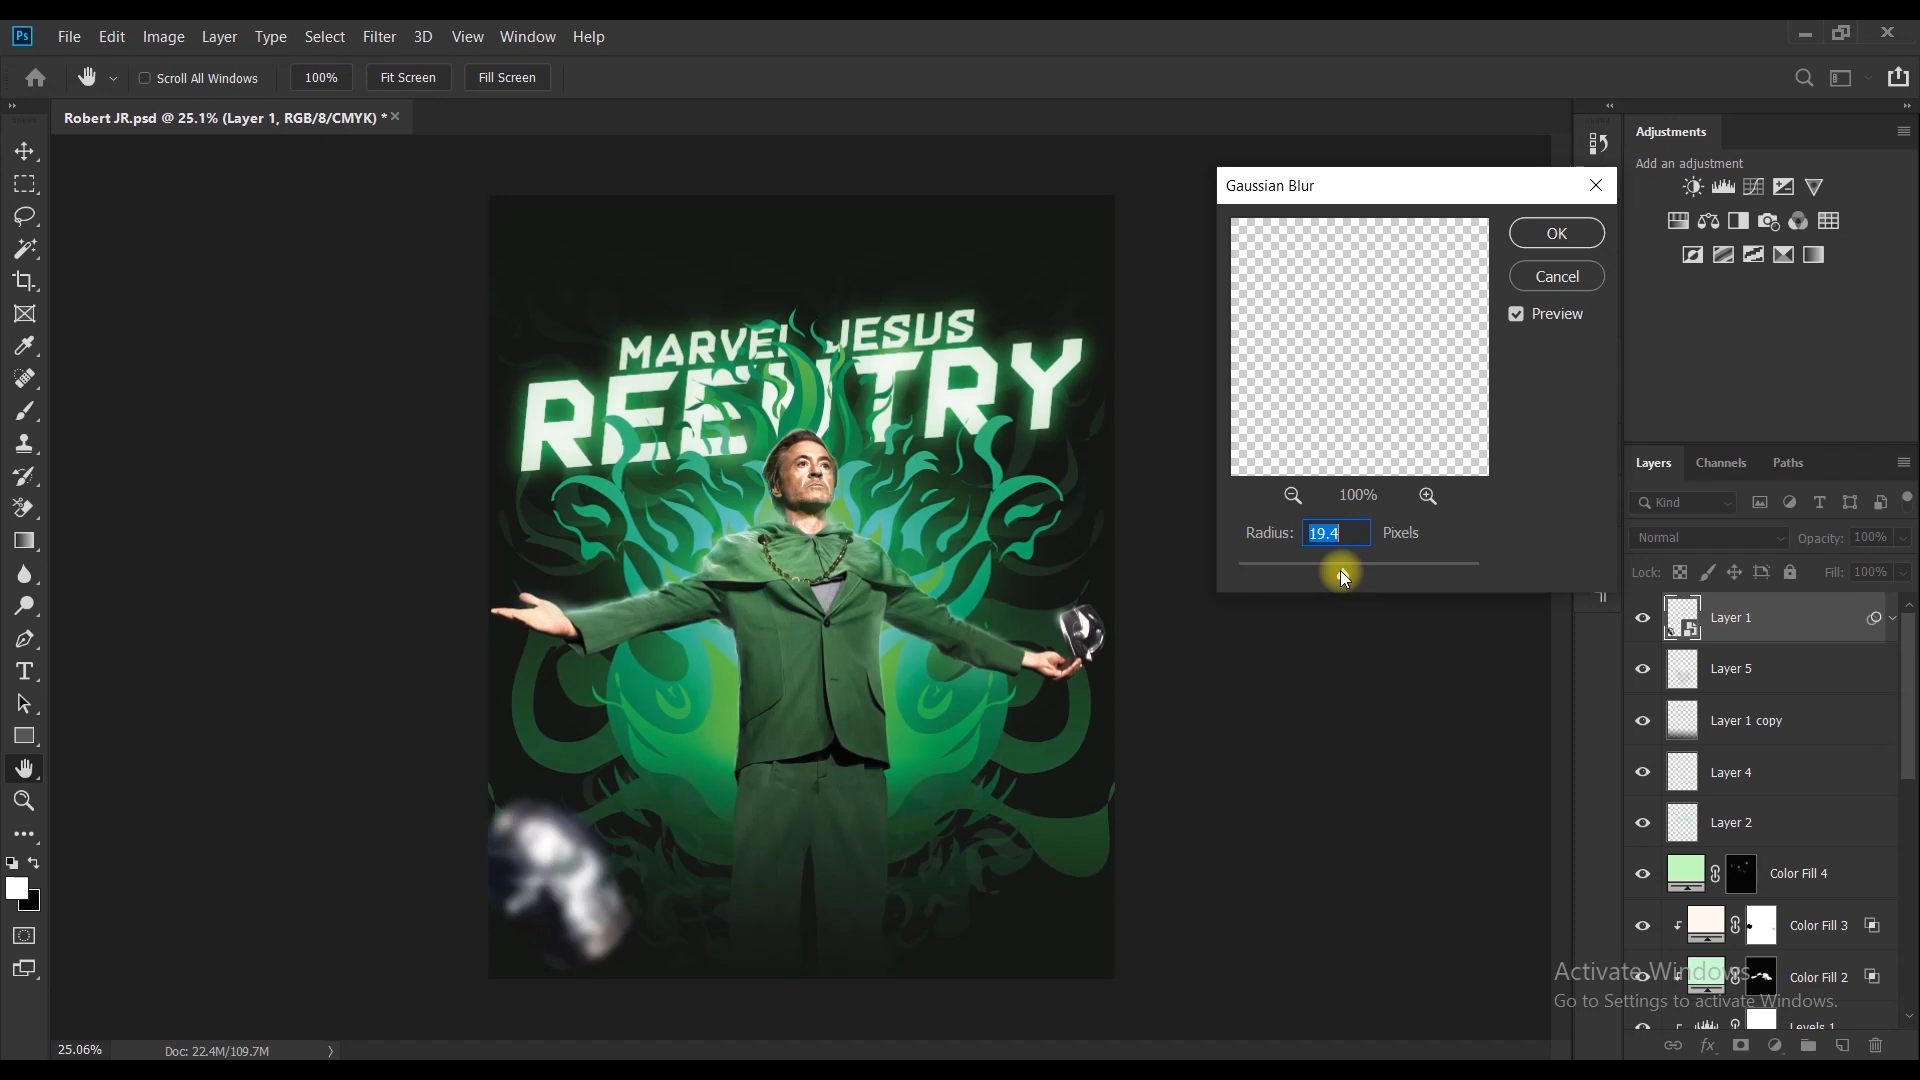 Ps File Edit Image Layer Type Select Filter 3D View Window Help
Scroll All Windows 100% Fit Screen Fill Screen
Robert JR.psd @ 25.1% (Layer 1, RGB/8/CMYK) *
Adjustments
Add an adjustment
Gaussian Blur
OK
Cancel
Preview
100%
Radius: 19.4 Pixels
MARVEL JESUS
REENTRY
Layers Channels Paths
Kind
Normal Opacity: 100%
Lock: Fill: 100%
Layer 1
Layer 5
Layer 1 copy
Layer 4
Layer 2
Color Fill 4
Color Fill 3
Color Fill 2
Levels 1
Activate Windows
Go to Settings to activate Windows.
25.06% Doc: 22.4M/109.7M